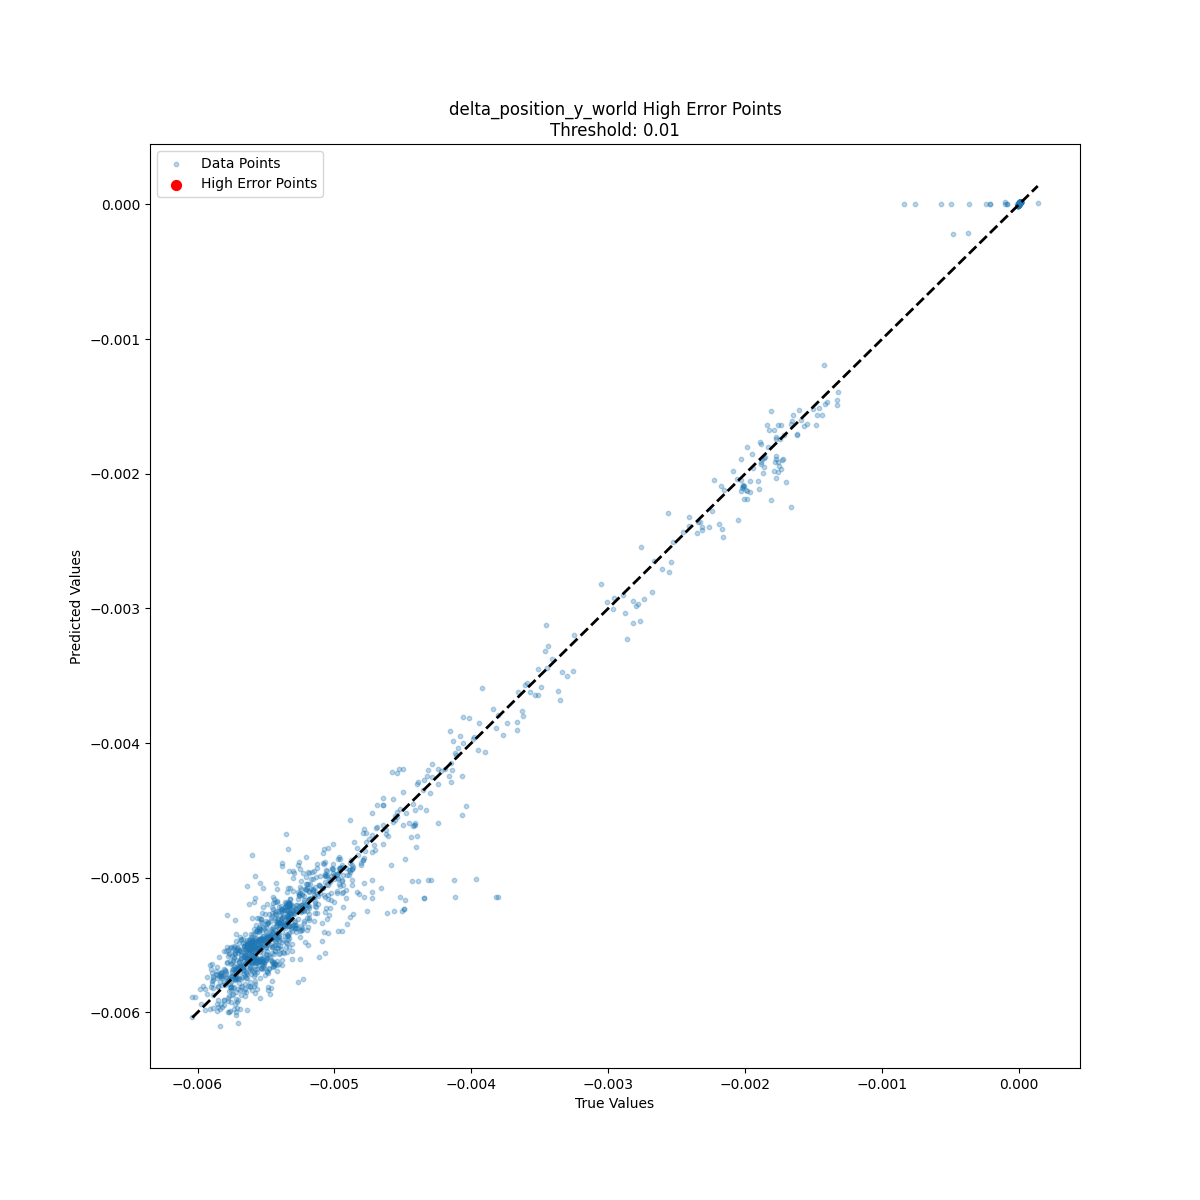 delta_position_y_world High Error Points
Threshold: 0.01
Data Points
High Error Points
0.000
−0.001
−0.002
−0.003
−0.004
−0.005
−0.006
Predicted Values
−0.006 −0.005 −0.004 −0.003 −0.002 −0.001 0.000
True Values